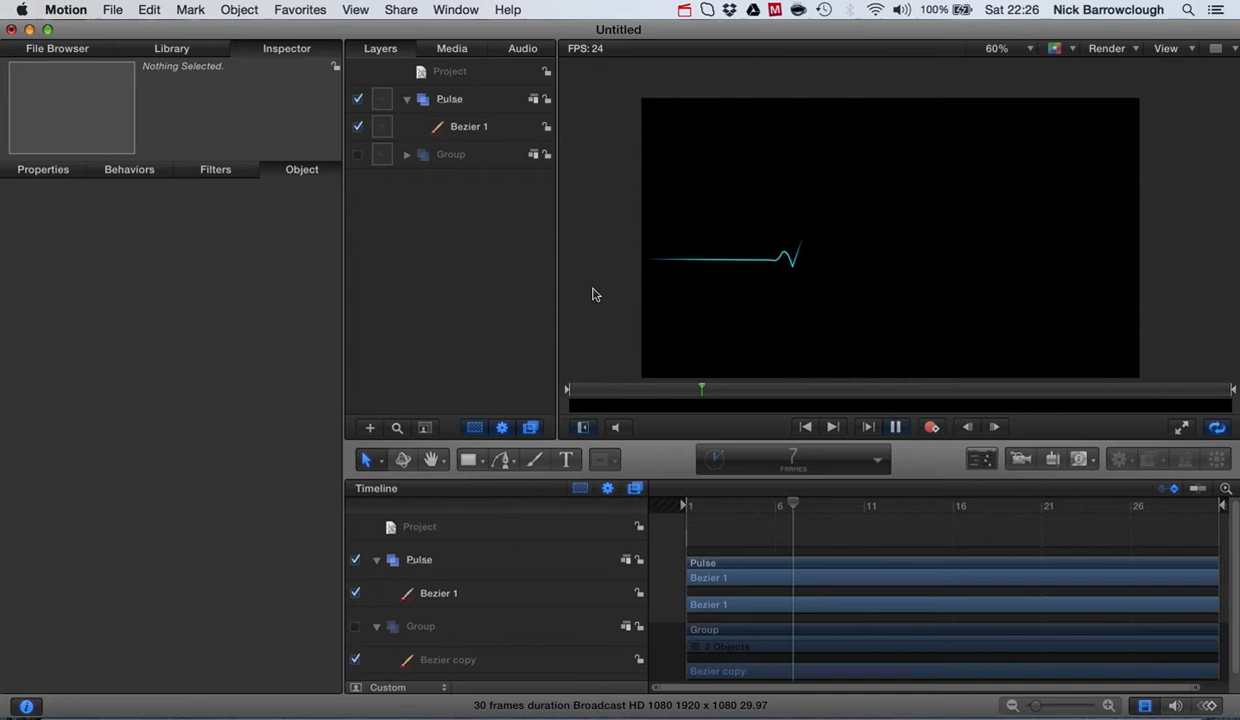 Motion File Edit Mark Object Favorites View Share Window Help 100% Sat 22:26 Nick Barrowclough
Untitled
File Browser Library Inspector Layers Media Audio FPS: 24 60% Render View
Nothing Selected.
Project
Pulse
Bezier 1
Group
Properties Behaviors Filters Object
7
FRAMES
Timeline
1 6 11 16 21 26
Project
Pulse Pulse
Bezier 1
Bezier 1 Bezier 1
Group Group
2 Objects
Bezier copy Bezier copy
Custom
30 frames duration Broadcast HD 1080 1920 x 1080 29.97